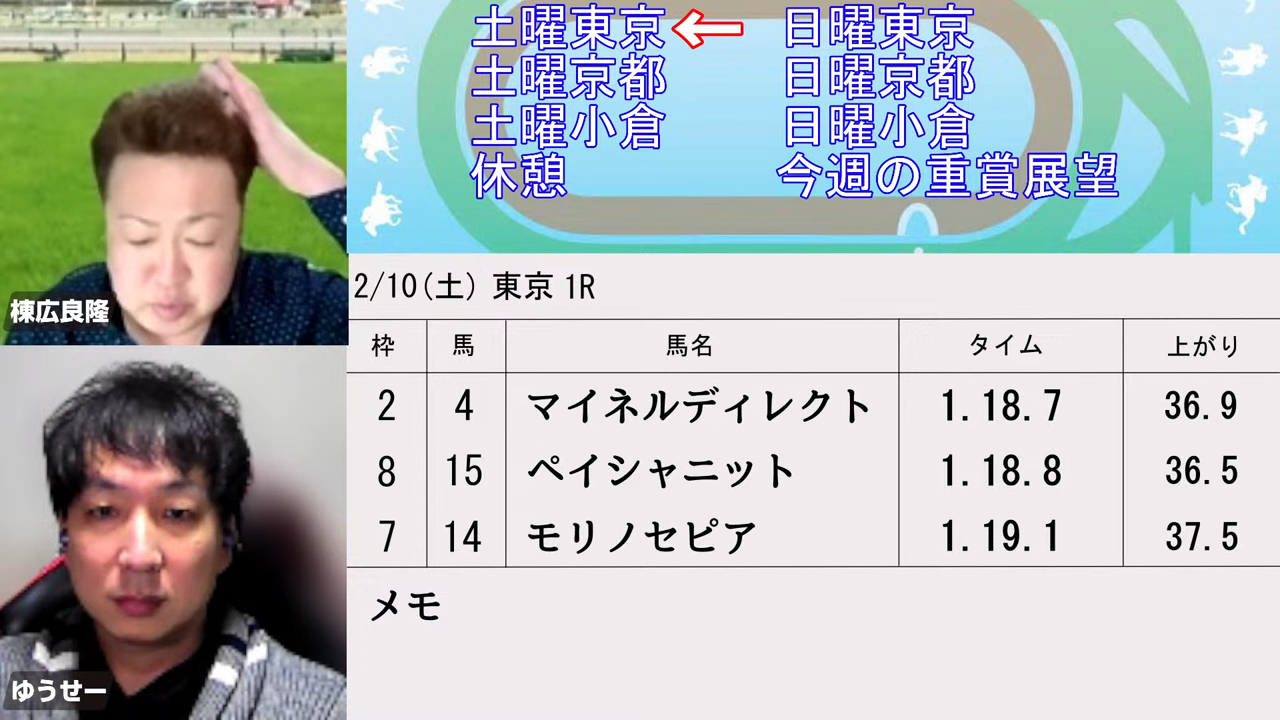 土曜東京 日曜東京
土曜京都 日曜京都
土曜小倉 日曜小倉
休憩 今週の重賞展望
棟広良隆
2/10(土) 東京 1R
枠 馬 馬名 タイム 上がり
2 4 マイネルディレクト 1.18.7 36.9
8 15 ペイシャニット 1.18.8 36.5
7 14 モリノセピア 1.19.1 37.5
メモ
ゆうせー